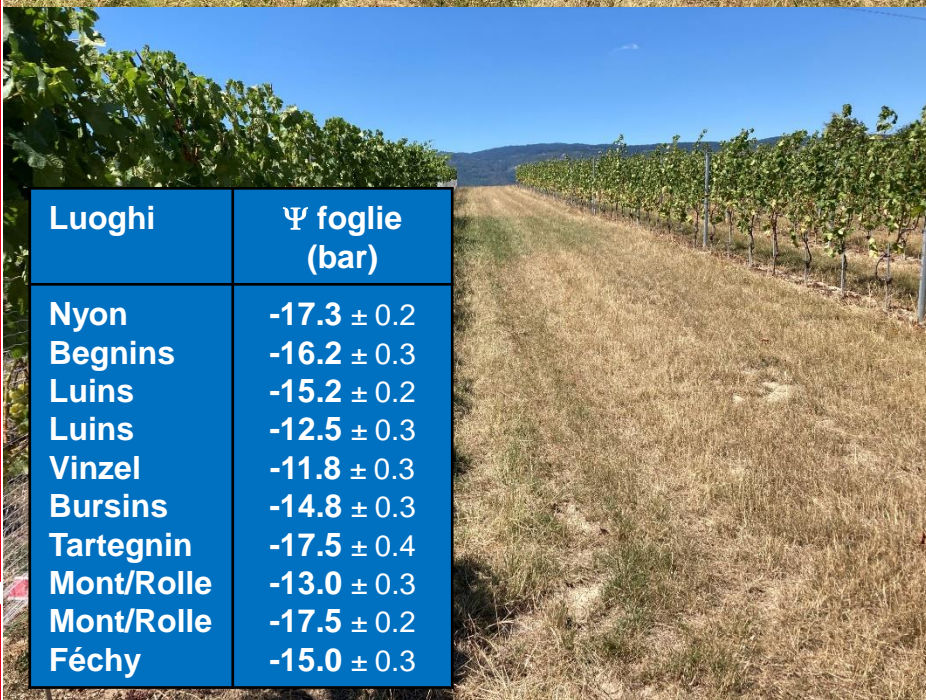 Luoghi Ψ foglie
(bar)
Nyon -17.3 ± 0.2
Begnins -16.2 ± 0.3
Luins -15.2 ± 0.2
Luins -12.5 ± 0.3
Vinzel -11.8 ± 0.3
Bursins -14.8 ± 0.3
Tartegnin -17.5 ± 0.4
Mont/Rolle -13.0 ± 0.3
Mont/Rolle -17.5 ± 0.2
Féchy -15.0 ± 0.3